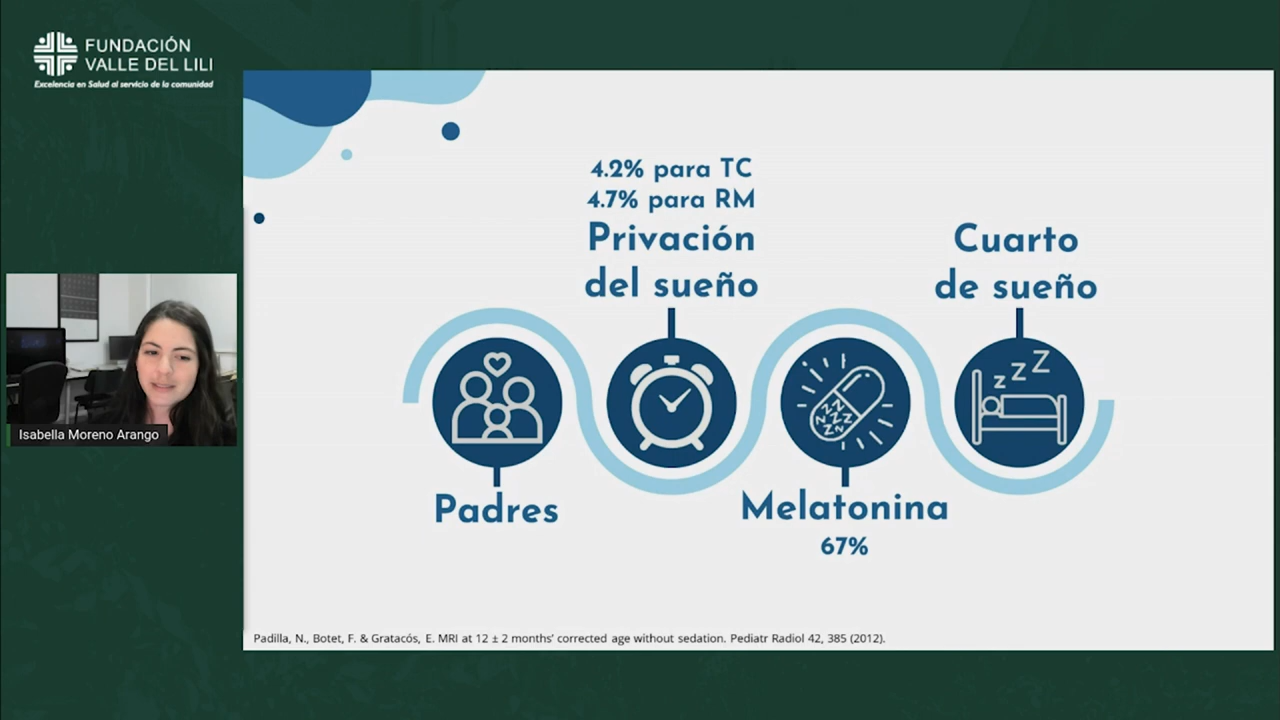 FUNDACIÓN
VALLE DEL LILI
Excelencia en Salud al servicio de la comunidad
4.2% para TC
4.7% para RM
Privación
del sueño
Cuarto
de sueño
z z z
z z z z z z
Padres
Melatonina
67%
Isabella Moreno Arango
Padilla, N., Botet, F. & Gratacós, E. MRI at 12 ± 2 months' corrected age without sedation. Pediatr Radiol 42, 385 (2012).